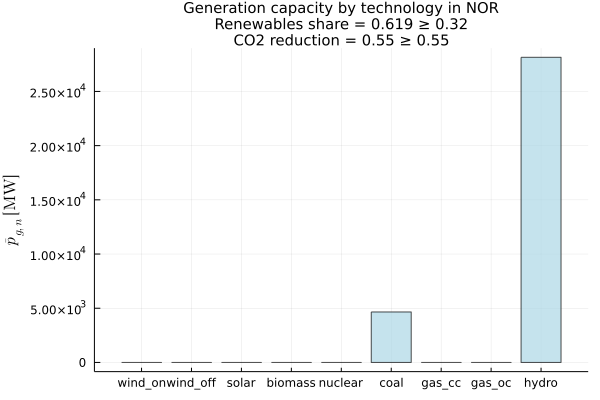 Generation capacity by technology in NOR
Renewables share = 0.619 ≥ 0.32
CO2 reduction = 0.55 ≥ 0.55
p̄_{g,n} [MW]
2.50×10⁴
2.00×10⁴
1.50×10⁴
1.00×10⁴
5.00×10³
0
wind_on wind_off solar biomass nuclear coal gas_cc gas_oc hydro